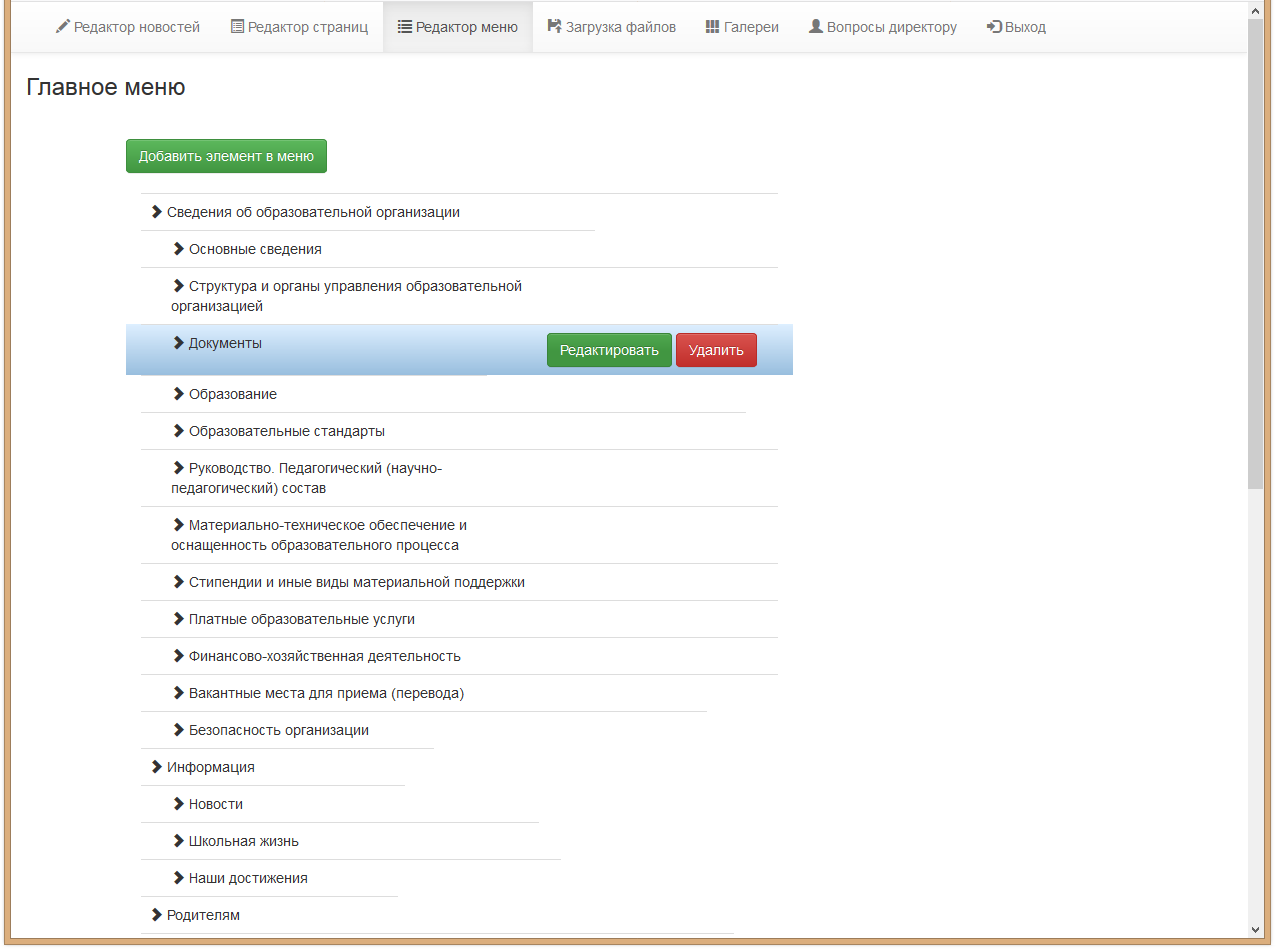 Редактор новостей Редактор страниц Редактор меню Загрузка файлов Галереи Вопросы директору Выход
Главное меню
Добавить элемент в меню
Сведения об образовательной организации
Основные сведения
Структура и органы управления образовательной
организацией
Документы Редактировать Удалить
Образование
Образовательные стандарты
Руководство. Педагогический (научно-
педагогический) состав
Материально-техническое обеспечение и
оснащенность образовательного процесса
Стипендии и иные виды материальной поддержки
Платные образовательные услуги
Финансово-хозяйственная деятельность
Вакантные места для приема (перевода)
Безопасность организации
Информация
Новости
Школьная жизнь
Наши достижения
Родителям